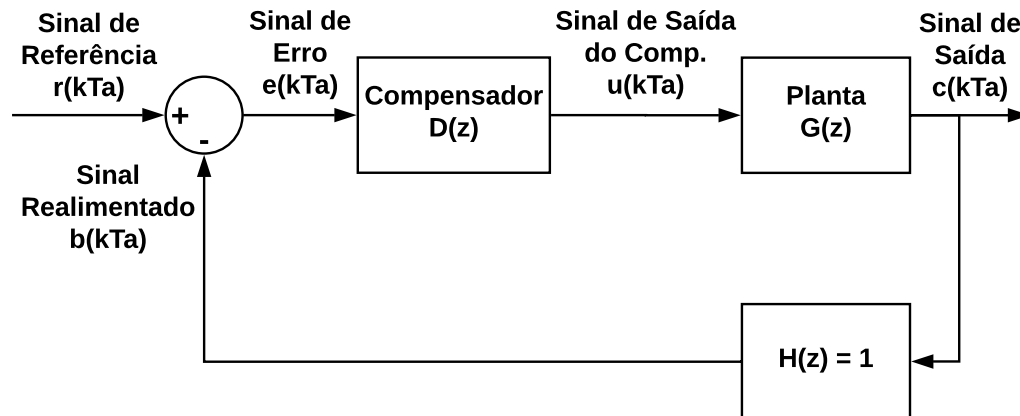 Sinal de
Referência
r(kTa)
Sinal de
Erro
e(kTa)
Sinal de Saída
do Comp.
u(kTa)
Sinal de
Saída
c(kTa)
+
-
Compensador
D(z)
Planta
G(z)
Sinal
Realimentado
b(kTa)
H(z) = 1